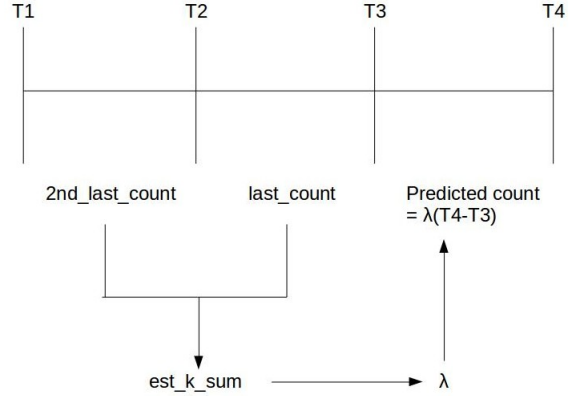 T1 T2 T3 T4
2nd_last_count last_count Predicted count
= λ(T4-T3)
est_k_sum λ